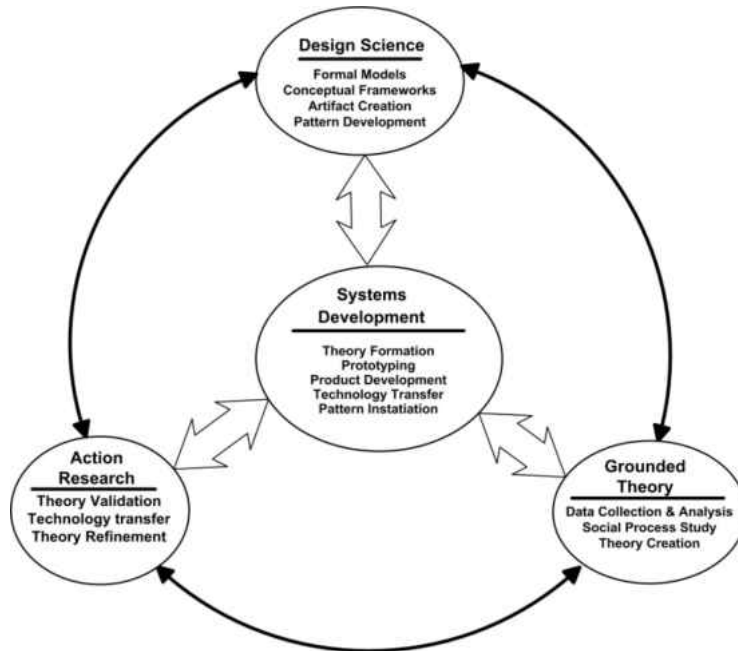 Design Science
Formal Models
Conceptual Frameworks
Artifact Creation
Pattern Development
Systems
Development
Theory Formation
Prototyping
Product Development
Technology Transfer
Pattern Instatiation
Action
Research
Theory Validation
Technology transfer
Theory Refinement
Grounded
Theory
Data Collection & Analysis
Social Process Study
Theory Creation